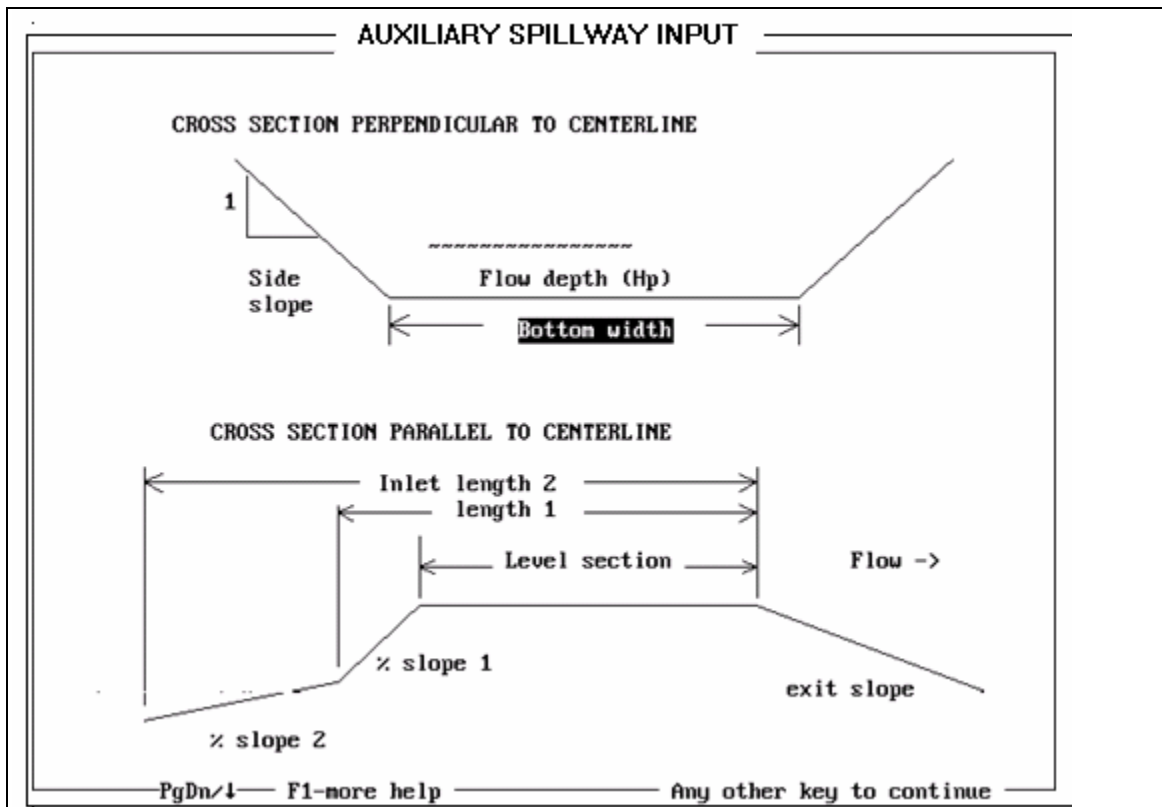 AUXILIARY SPILLWAY INPUT
CROSS SECTION PERPENDICULAR TO CENTERLINE
1
~~~~~~~~~~~~~~~~
Side
slope
Flow depth (Hp)
Bottom width
CROSS SECTION PARALLEL TO CENTERLINE
Inlet length 2
length 1
Level section
Flow ->
% slope 1
exit slope
% slope 2
PgDn/↓ F1-more help Any other key to continue